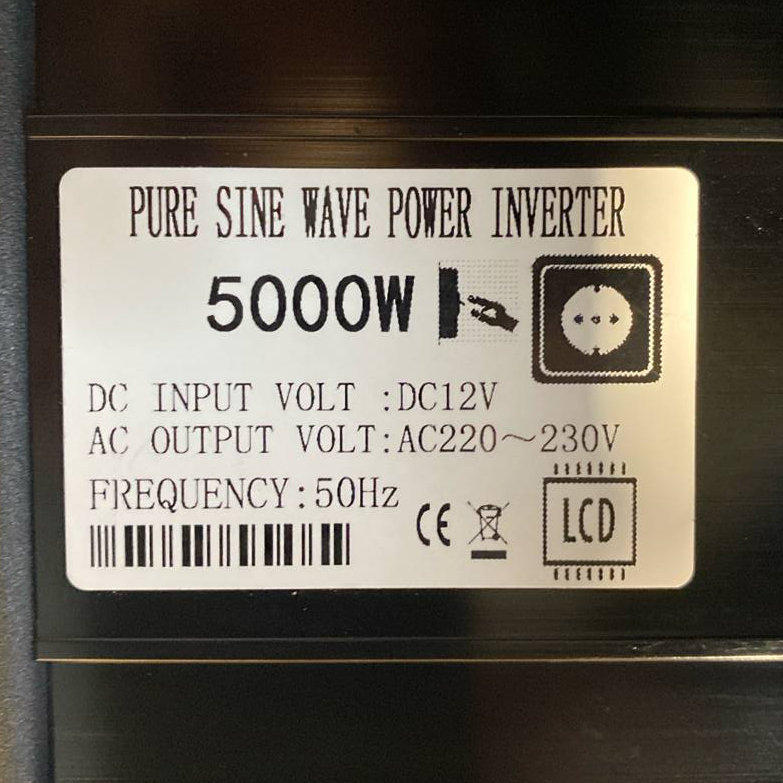 PURE SINE WAVE POWER INVERTER
5000W
DC INPUT VOLT :DC12V
AC OUTPUT VOLT:AC220～230V
FREQUENCY:50Hz
CE
LCD